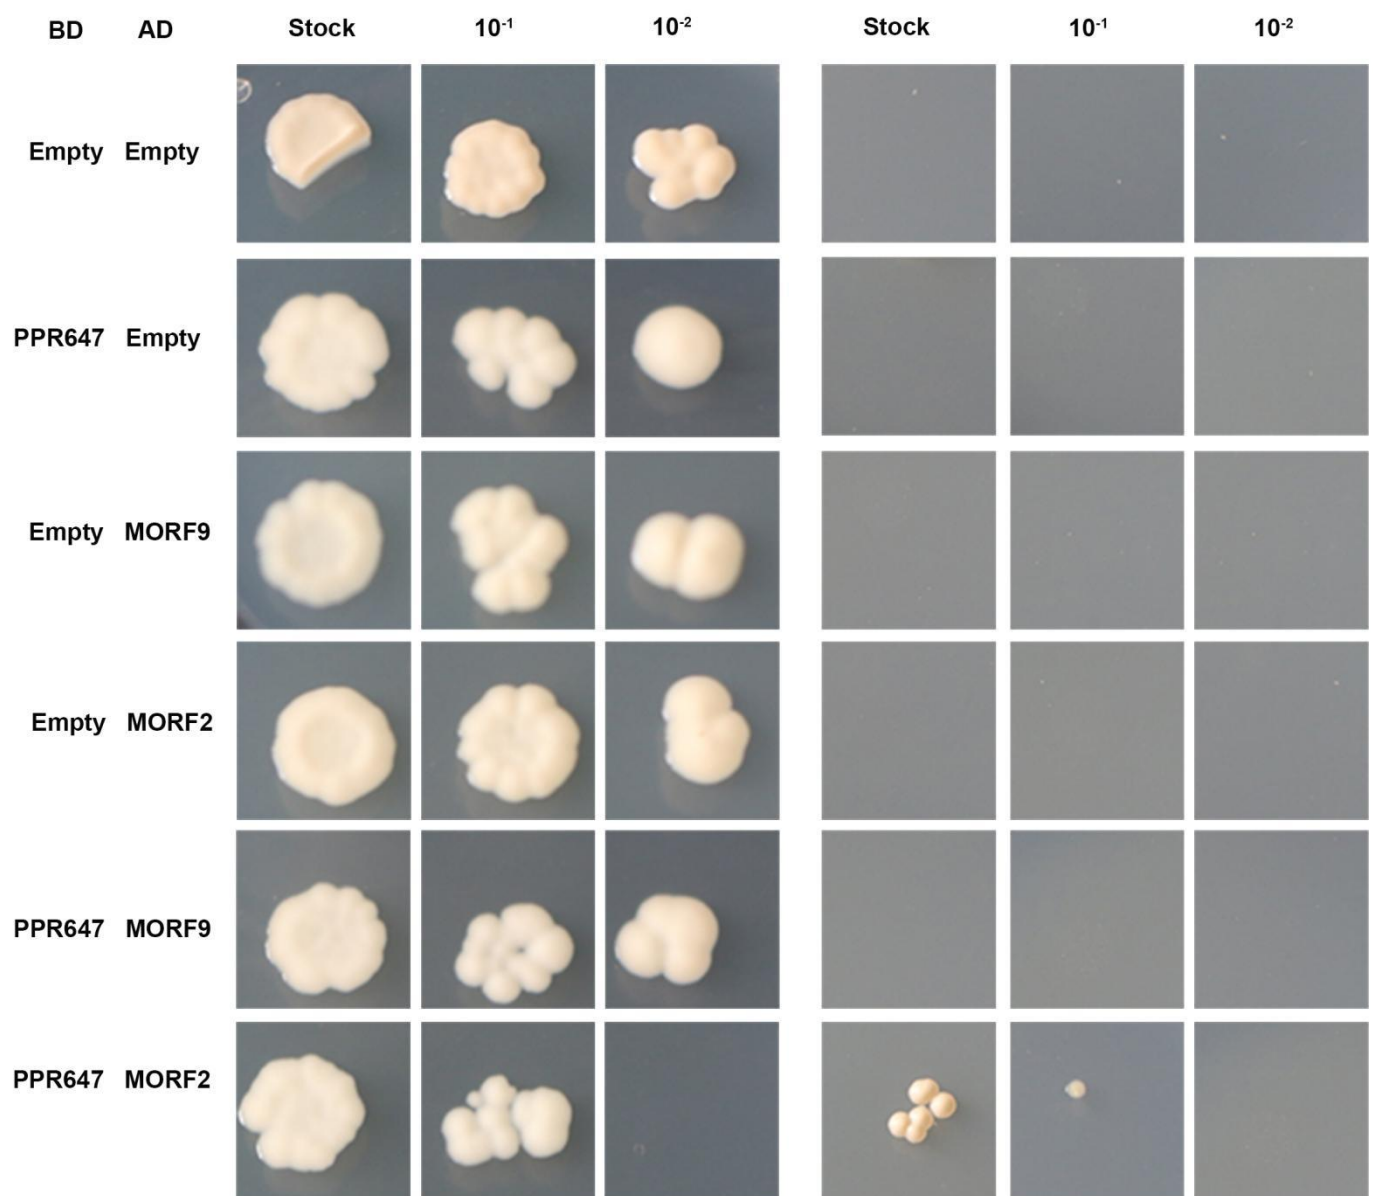 BD AD Stock 10⁻¹ 10⁻² Stock 10⁻¹ 10⁻²
Empty Empty
PPR647 Empty
Empty MORF9
Empty MORF2
PPR647 MORF9
PPR647 MORF2